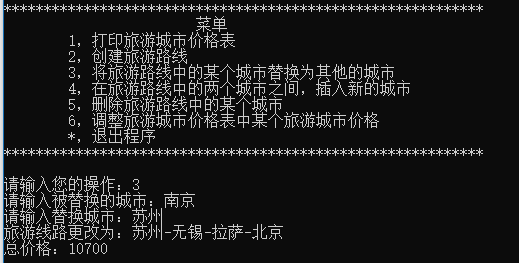 ************************************************************
菜单
1, 打印旅游城市价格表
2, 创建旅游路线
3, 将旅游路线中的某个城市替换为其他的城市
4, 在旅游路线中的两个城市之间, 插入新的城市
5, 删除旅游路线中的某个城市
6, 调整旅游城市价格表中某个旅游城市价格
*, 退出程序
************************************************************
请输入您的操作: 3
请输入被替换的城市: 南京
请输入替换城市: 苏州
旅游线路更改为: 苏州-无锡-拉萨-北京
总价格: 10700